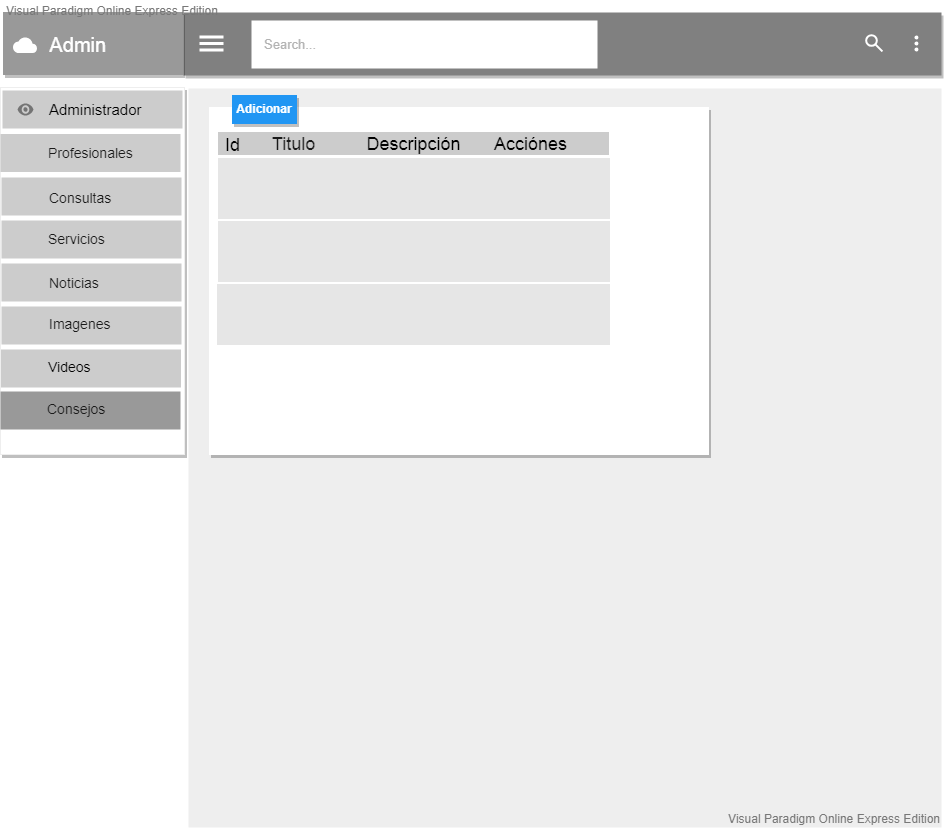 Visual Paradigm Online Express Edition
Admin
Search...
Administrador
Profesionales
Consultas
Servicios
Noticias
Imagenes
Videos
Consejos
Adicionar
Id Titulo Descripción Acciónes
Visual Paradigm Online Express Edition